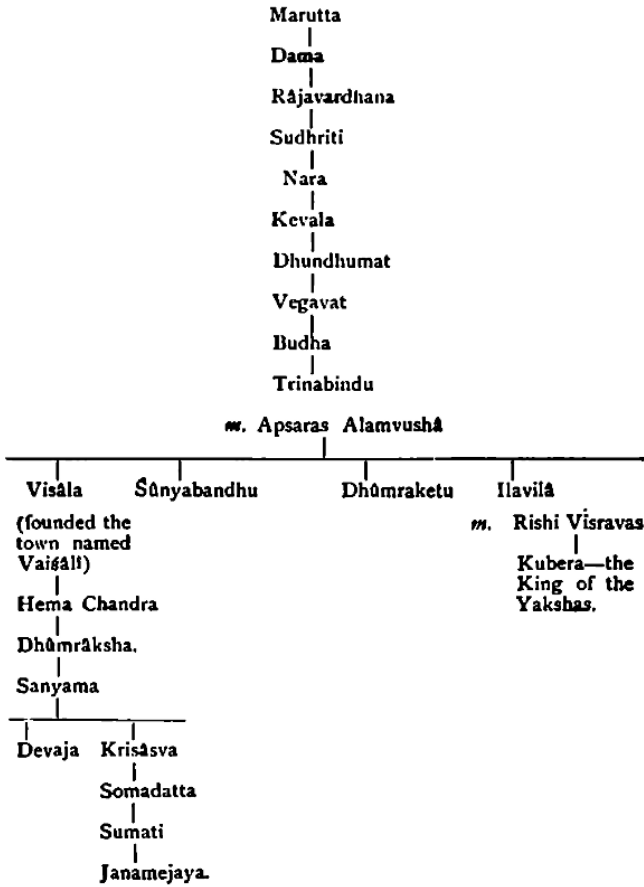 Marutta
Dama
Râjavardhana
Sudhriti
Nara
Kevala
Dhundhumat
Vegavat
Budha
Trinabindu
m. Apsaras Alamvushâ
Visâla Sûnyabandhu Dhûmraketu Ilavilâ
(founded the
town named
Vaiśâlî)
m. Rishi Visravas
Kubera—the
King of the
Yakshas.
Hema Chandra
Dhûmrâksha.
Sanyama
Devaja Krisâsva
Somadatta
Sumati
Janamejaya.